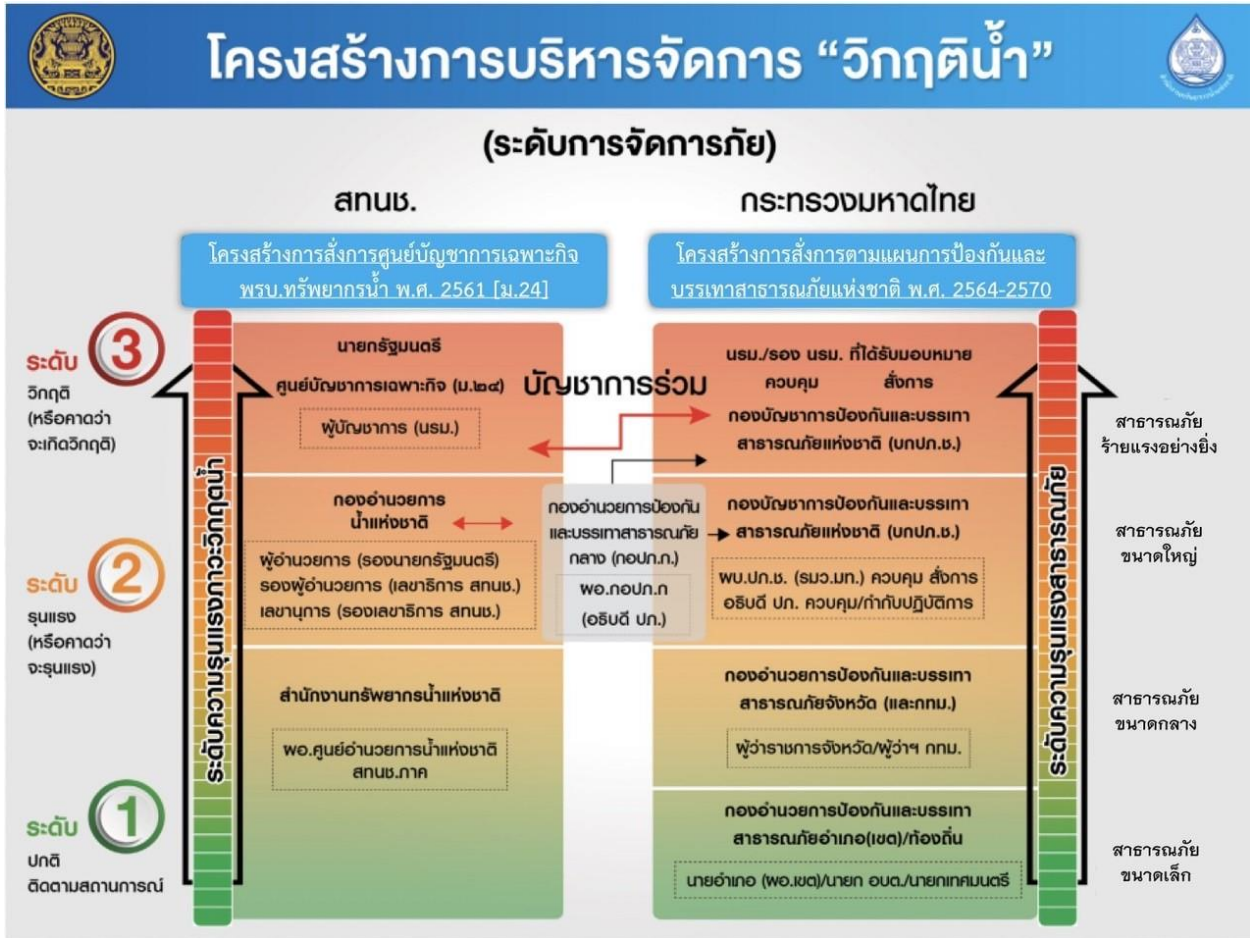 โครงสร้างการบริหารจัดการ “วิกฤติน้ำ”
(ระดับการจัดการภัย)
สทนช.
กระทรวงมหาดไทย
โครงสร้างการสั่งการศูนย์บัญชาการเฉพาะกิจ
พรบ.ทรัพยากรน้ำ พ.ศ. 2561 [ม.24]
โครงสร้างการสั่งการตามแผนการป้องกันและ
บรรเทาสาธารณภัยแห่งชาติ พ.ศ. 2564-2570
ระดับ 3
วิกฤติ
(หรือคาดว่า
จะเกิดวิกฤติ)
ระดับ 2
รุนแรง
(หรือคาดว่า
จะรุนแรง)
ระดับ 1
ปกติ
ติดตามสถานการณ์
ระดับความรุนแรงภาวะวิกฤตน้ำ
นายกรัฐมนตรี
ศูนย์บัญชาการเฉพาะกิจ (ม.๒๔)
ผู้บัญชาการ (นรม.)
กองอำนวยการ
น้ำแห่งชาติ
ผู้อำนวยการ (รองนายกรัฐมนตรี)
รองผู้อำนวยการ (เลขาธิการ สทนช.)
เลขานุการ (รองเลขาธิการ สทนช.)
สำนักงานทรัพยากรน้ำแห่งชาติ
ผอ.ศูนย์อำนวยการน้ำแห่งชาติ
สทนช.ภาค
บัญชาการร่วม
กองอำนวยการป้องกัน
และบรรเทาสาธารณภัย
กลาง (กอปภ.ก.)
ผอ.กอปภ.ก
(อธิบดี ปภ.)
นรม./รอง นรม. ที่ได้รับมอบหมาย
ควบคุม สั่งการ
กองบัญชาการป้องกันและบรรเทา
สาธารณภัยแห่งชาติ (บกปภ.ช.)
กองบัญชาการป้องกันและบรรเทา
สาธารณภัยแห่งชาติ (บกปภ.ช.)
ผบ.ปภ.ช. (รมว.มท.) ควบคุม สั่งการ
อธิบดี ปภ. ควบคุม/กำกับปฏิบัติการ
กองอำนวยการป้องกันและบรรเทา
สาธารณภัยจังหวัด (และกทม.)
ผู้ว่าราชการจังหวัด/ผู้ว่าฯ กทม.
กองอำนวยการป้องกันและบรรเทา
สาธารณภัยอำเภอ(เขต)/ท้องถิ่น
นายอำเภอ (ผอ.เขต)/นายก อบต./นายกเทศมนตรี
ระดับความรุนแรงสาธารณภัย
สาธารณภัย
ร้ายแรงอย่างยิ่ง
สาธารณภัย
ขนาดใหญ่
สาธารณภัย
ขนาดกลาง
สาธารณภัย
ขนาดเล็ก